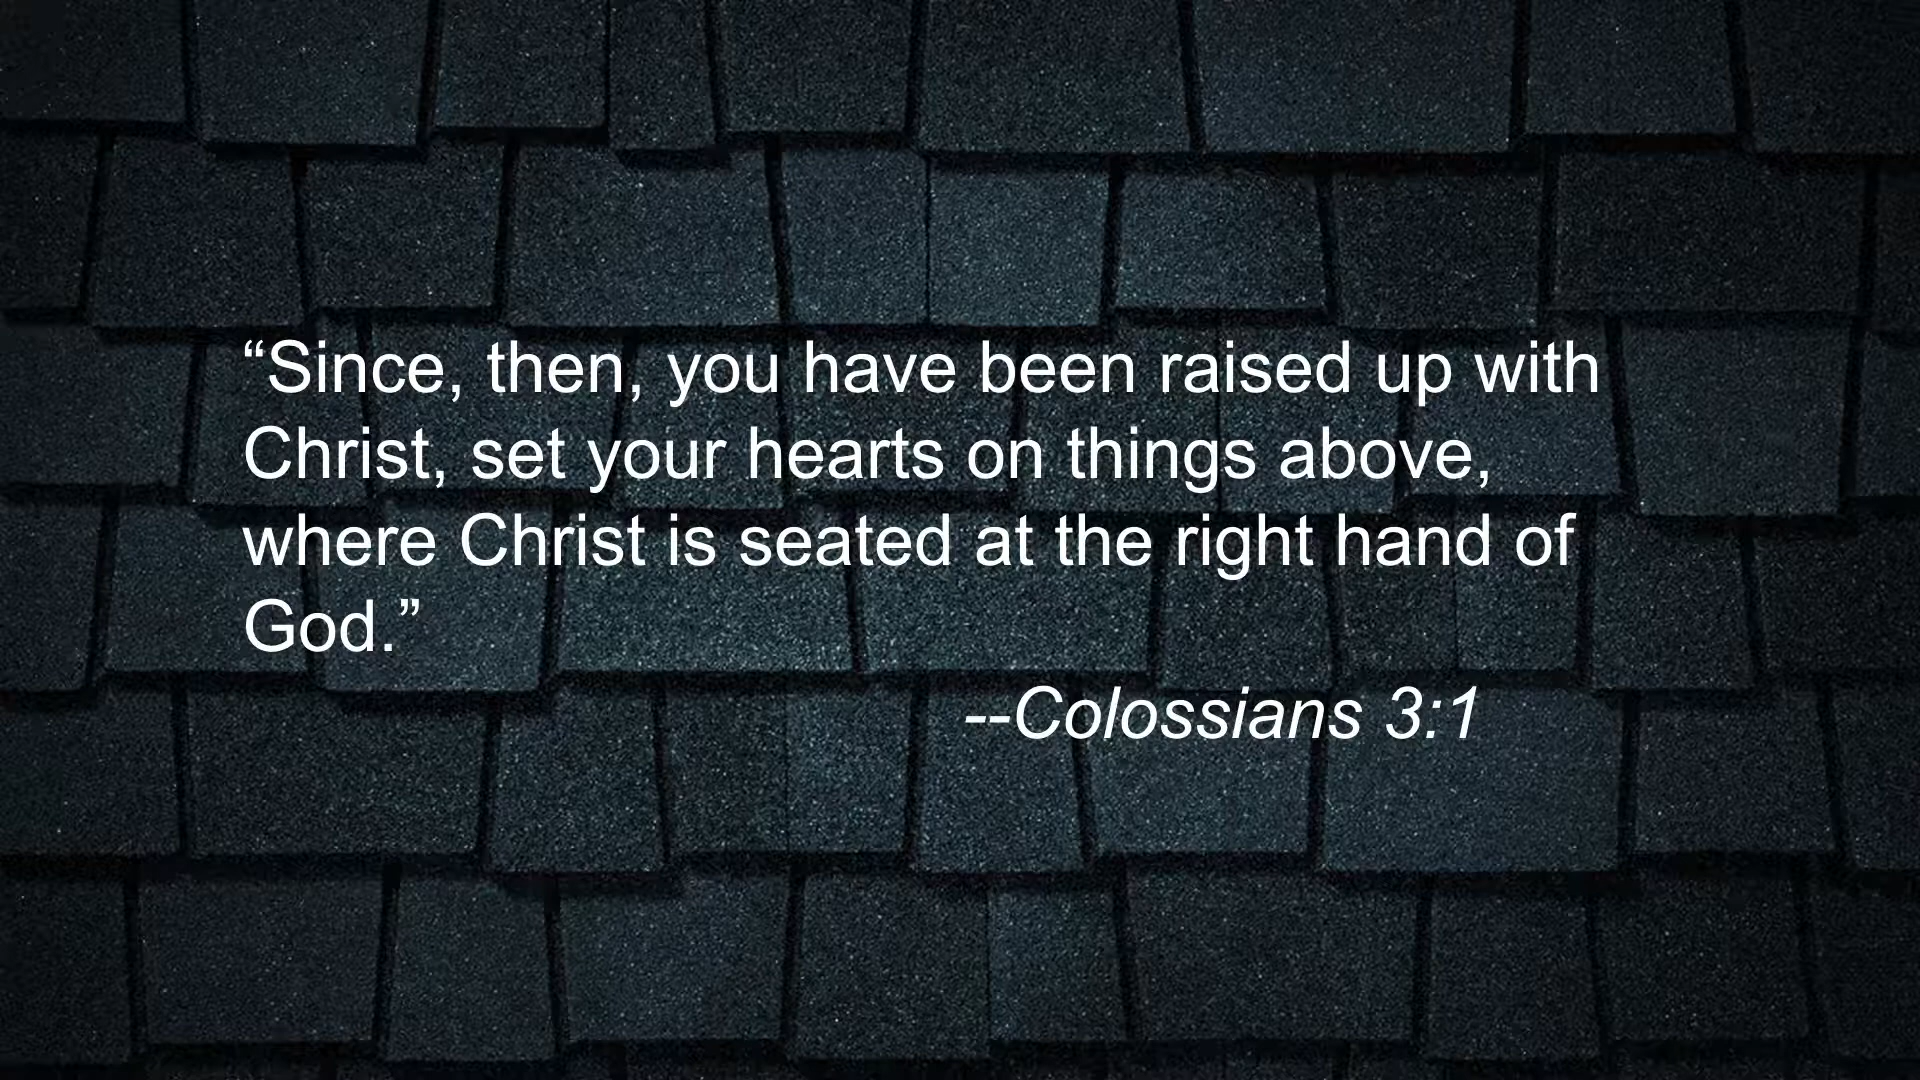 “Since, then, you have been raised up with
Christ, set your hearts on things above,
where Christ is seated at the right hand of
God.”
--Colossians 3:1